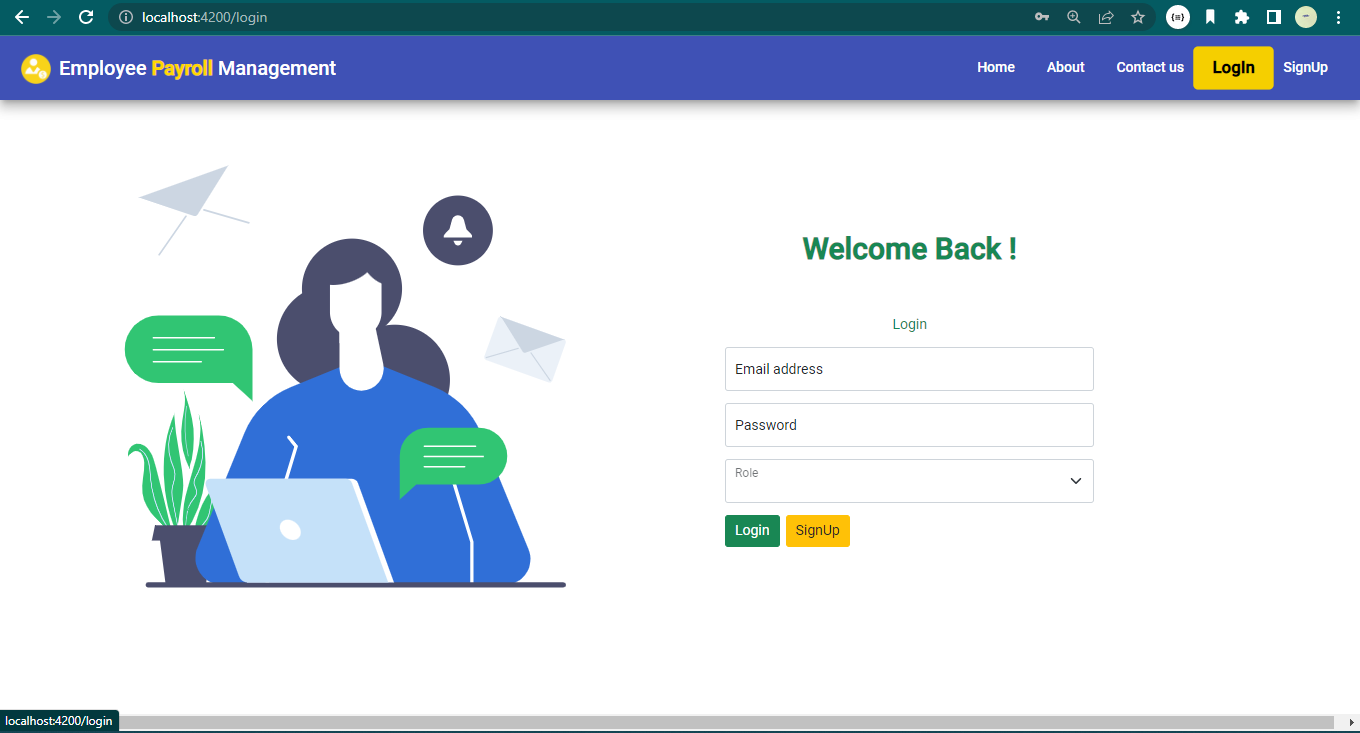 localhost:4200/login
Employee Payroll Management
Home
About
Contact us
LogIn
SignUp
Welcome Back !
Login
Email address
Password
Role
Login
SignUp
localhost:4200/login